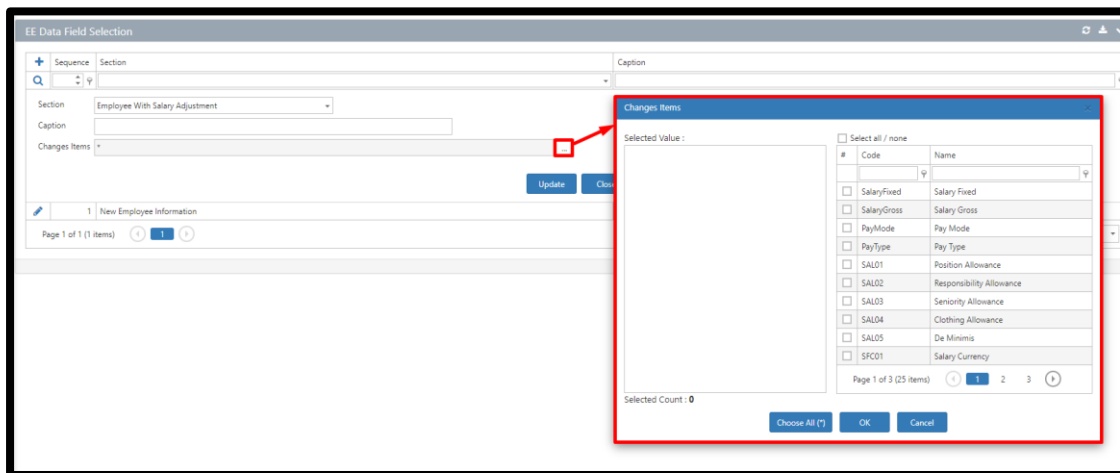 EE Data Field Selection
Sequence Section Caption
Section Employee With Salary Adjustment
Caption
Changes Items * ...
Update Close
1 New Employee Information
Page 1 of 1 (1 items) 1
Changes Items
Selected Value :
Select all / none
# Code Name
SalaryFixed Salary Fixed
SalaryGross Salary Gross
PayMode Pay Mode
PayType Pay Type
SAL01 Position Allowance
SAL02 Responsibility Allowance
SAL03 Seniority Allowance
SAL04 Clothing Allowance
SAL05 De Minimis
SFC01 Salary Currency
Page 1 of 3 (25 items) 1 2 3
Selected Count : 0
Choose All (*) OK Cancel